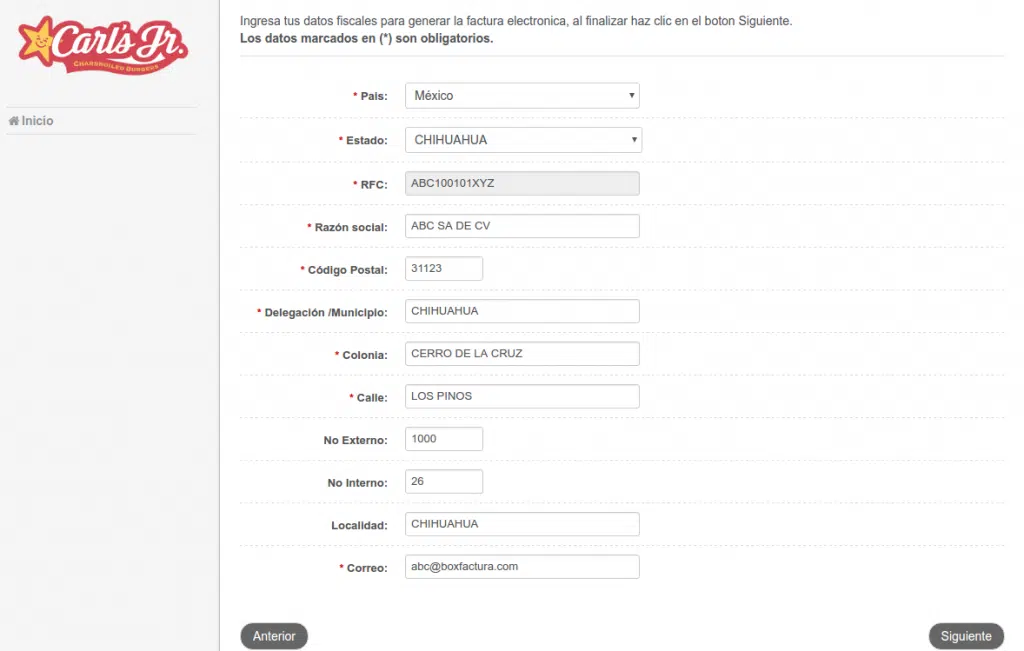 Carl's Jr.
CHARBROILED BURGERS
Inicio
Ingresa tus datos fiscales para generar la factura electronica, al finalizar haz clic en el boton Siguiente.
Los datos marcados en (*) son obligatorios.
* Pais: México
* Estado: CHIHUAHUA
* RFC: ABC100101XYZ
* Razón social: ABC SA DE CV
* Código Postal: 31123
* Delegación /Municipio: CHIHUAHUA
* Colonia: CERRO DE LA CRUZ
* Calle: LOS PINOS
No Externo: 1000
No Interno: 26
Localidad: CHIHUAHUA
* Correo: abc@boxfactura.com
Anterior Siguiente